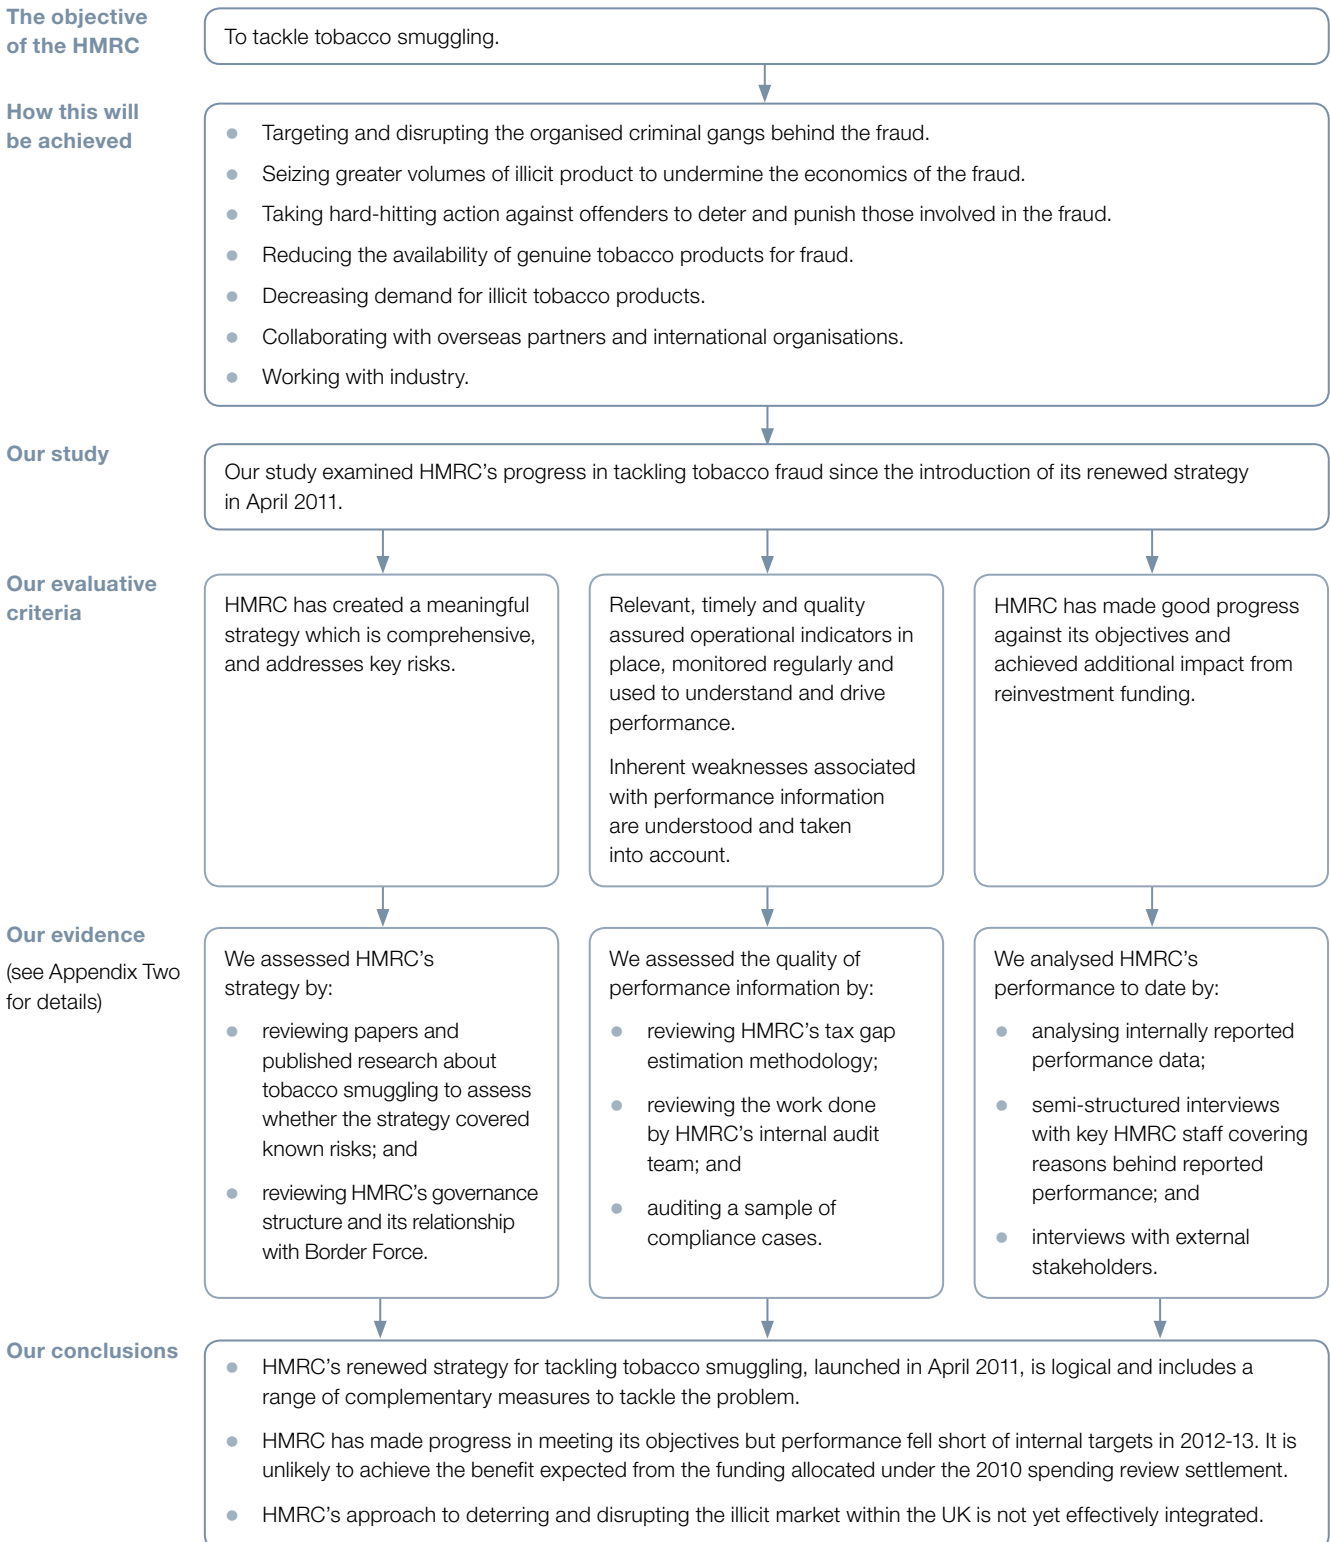 The objective
of the HMRC
To tackle tobacco smuggling.
How this will
be achieved
• Targeting and disrupting the organised criminal gangs behind the fraud.
• Seizing greater volumes of illicit product to undermine the economics of the fraud.
• Taking hard-hitting action against offenders to deter and punish those involved in the fraud.
• Reducing the availability of genuine tobacco products for fraud.
• Decreasing demand for illicit tobacco products.
• Collaborating with overseas partners and international organisations.
• Working with industry.
Our study
Our study examined HMRC's progress in tackling tobacco fraud since the introduction of its renewed strategy
in April 2011.
Our evaluative
criteria
HMRC has created a meaningful
strategy which is comprehensive,
and addresses key risks.
Relevant, timely and quality
assured operational indicators in
place, monitored regularly and
used to understand and drive
performance.
Inherent weaknesses associated
with performance information
are understood and taken
into account.
HMRC has made good progress
against its objectives and
achieved additional impact from
reinvestment funding.
Our evidence
(see Appendix Two
for details)
We assessed HMRC's
strategy by:
• reviewing papers and
published research about
tobacco smuggling to assess
whether the strategy covered
known risks; and
• reviewing HMRC's governance
structure and its relationship
with Border Force.
We assessed the quality of
performance information by:
• reviewing HMRC's tax gap
estimation methodology;
• reviewing the work done
by HMRC's internal audit
team; and
• auditing a sample of
compliance cases.
We analysed HMRC's
performance to date by:
• analysing internally reported
performance data;
• semi-structured interviews
with key HMRC staff covering
reasons behind reported
performance; and
• interviews with external
stakeholders.
Our conclusions
• HMRC's renewed strategy for tackling tobacco smuggling, launched in April 2011, is logical and includes a
range of complementary measures to tackle the problem.
• HMRC has made progress in meeting its objectives but performance fell short of internal targets in 2012-13. It is
unlikely to achieve the benefit expected from the funding allocated under the 2010 spending review settlement.
• HMRC's approach to deterring and disrupting the illicit market within the UK is not yet effectively integrated.